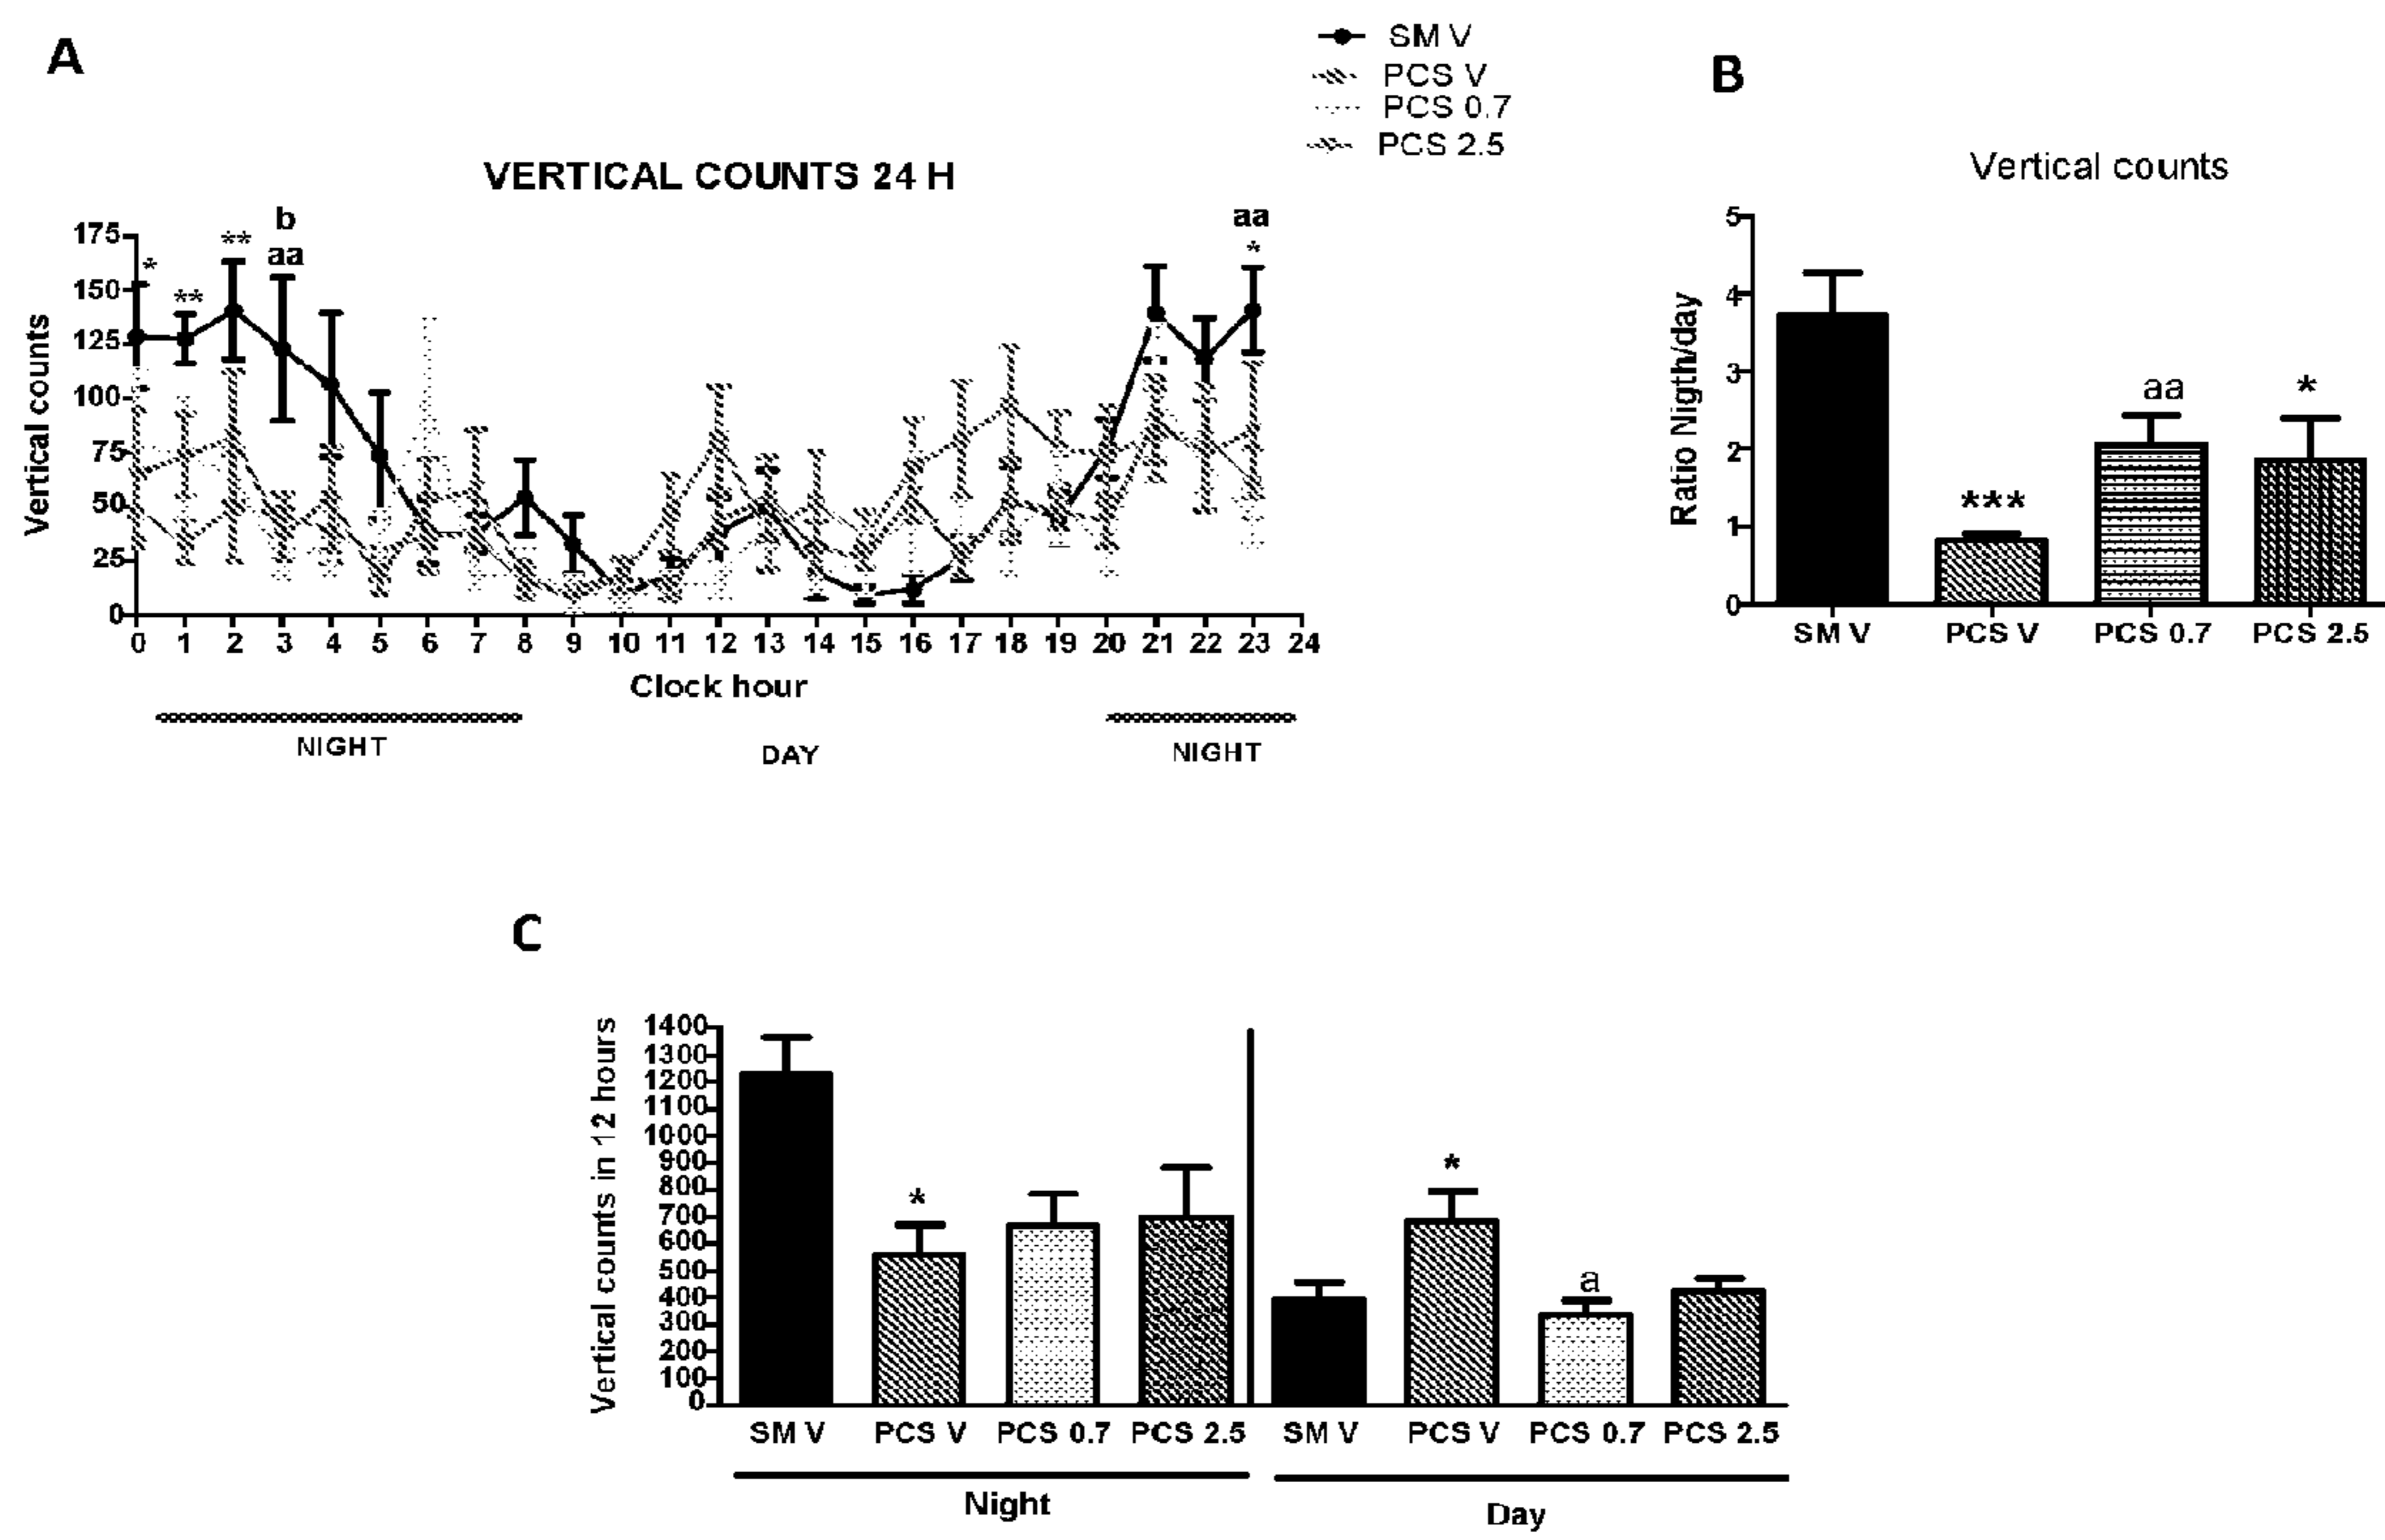 A
SM V
PCS V
PCS 0.7
PCS 2.5
VERTICAL COUNTS 24 H
b
aa
aa
* ** ** *
Vertical counts
175
150
125
100
75
50
25
0
0 1 2 3 4 5 6 7 8 9 10 11 12 13 14 15 16 17 18 19 20 21 22 23 24
Clock hour
NIGHT DAY NIGHT
B
Vertical counts
Ratio Nigth/day
5
4
3
2
1
0
*** aa *
SM V PCS V PCS 0.7 PCS 2.5
C
Vertical counts in 12 hours
1400
1300
1200
1100
1000
900
800
700
600
500
400
300
200
100
0
* * a
SM V PCS V PCS 0.7 PCS 2.5 SM V PCS V PCS 0.7 PCS 2.5
Night Day